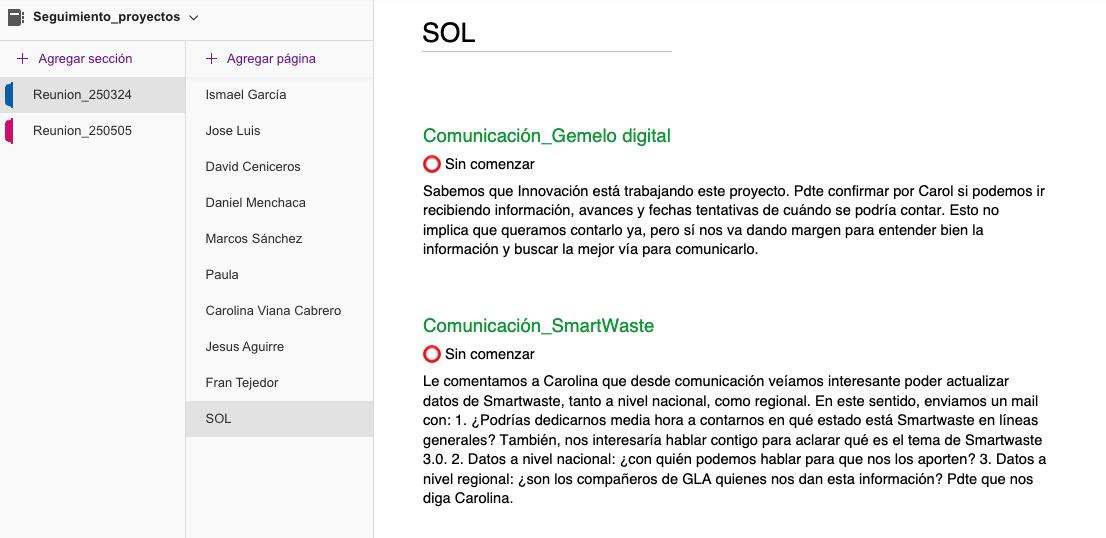 Seguimiento_proyectos
Agregar sección
Agregar página
Reunion_250324
Reunion_250505
Ismael García
Jose Luis
David Ceniceros
Daniel Menchaca
Marcos Sánchez
Paula
Carolina Viana Cabrero
Jesus Aguirre
Fran Tejedor
SOL
SOL
Comunicación_Gemelo digital
Sin comenzar
Sabemos que Innovación está trabajando este proyecto. Pdte confirmar por Carol si podemos ir
recibiendo información, avances y fechas tentativas de cuándo se podría contar. Esto no
implica que queramos contarlo ya, pero sí nos va dando margen para entender bien la
información y buscar la mejor vía para comunicarlo.
Comunicación_SmartWaste
Sin comenzar
Le comentamos a Carolina que desde comunicación veíamos interesante poder actualizar
datos de Smartwaste, tanto a nivel nacional, como regional. En este sentido, enviamos un mail
con: 1. ¿Podrías dedicarnos media hora a contarnos en qué estado está Smartwaste en líneas
generales? También, nos interesaría hablar contigo para aclarar qué es el tema de Smartwaste
3.0. 2. Datos a nivel nacional: ¿con quién podemos hablar para que nos los aporten? 3. Datos a
nivel regional: ¿son los compañeros de GLA quienes nos dan esta información? Pdte que nos
diga Carolina.